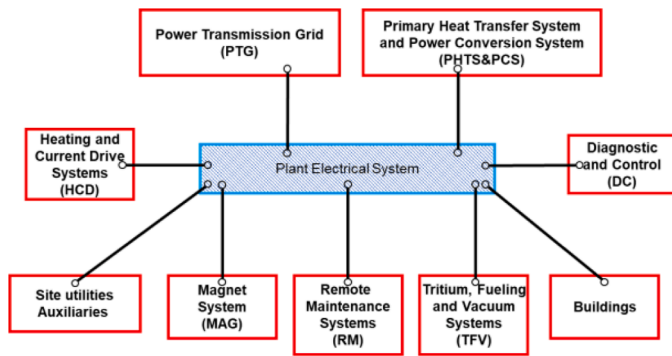 Power Transmission Grid
(PTG)
Primary Heat Transfer System
and Power Conversion System
(PHTS&PCS)
Heating and
Current Drive
Systems
(HCD)
Plant Electrical System
Diagnostic
and Control
(DC)
Site utilities
Auxiliaries
Magnet
System
(MAG)
Remote
Maintenance
Systems
(RM)
Tritium, Fueling
and Vacuum
Systems
(TFV)
Buildings